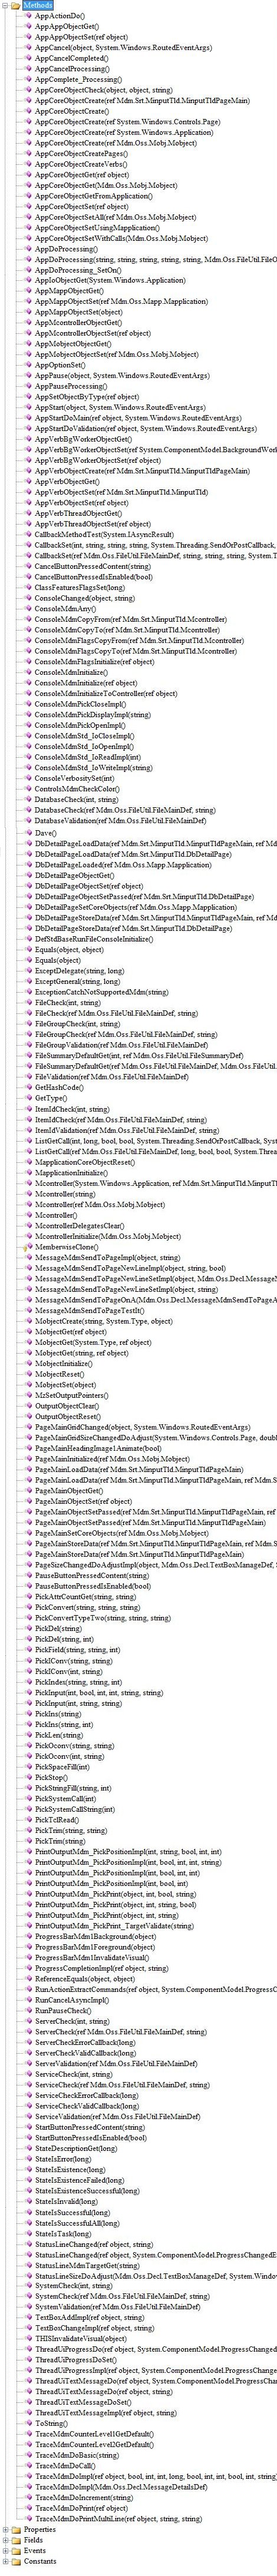 Methods
AppActionDo()
AppAppObjectGet()
AppAppObjectSet(ref object)
AppCancel(object, System.Windows.RoutedEventArgs)
AppCancelCompleted()
AppCancelProcessing()
AppComplete_Processing()
AppCoreObjectCheck(object, object, string)
AppCoreObjectCreate(ref Mdm.Srt.MinputTld.MinputTldPageMain)
AppCoreObjectCreate()
AppCoreObjectCreate(ref System.Windows.Controls.Page)
AppCoreObjectCreate(ref System.Windows.Application)
AppCoreObjectCreate(ref Mdm.Oss.Mobj.Mobject)
AppCoreObjectCreatePages()
AppCoreObjectCreateVerbs()
AppCoreObjectGet(ref object)
AppCoreObjectGet(Mdm.Oss.Mobj.Mobject)
AppCoreObjectGetFromApplication()
AppCoreObjectSet(ref object)
AppCoreObjectSetAll(ref Mdm.Oss.Mobj.Mobject)
AppCoreObjectSetUsingMapplication()
AppCoreObjectSetWithCalls(Mdm.Oss.Mobj.Mobject)
AppDoProcessing()
AppDoProcessing(string, string, string, string, string, Mdm.Oss.FileUtil.FileO
AppDoProcessing_SetOn()
AppIoObjectGet(System.Windows.Application)
AppMappObjectGet()
AppMappObjectSet(ref Mdm.Oss.Mapp.Mapplication)
AppMappObjectSet(object)
AppMcontrollerObjectGet()
AppMcontrollerObjectSet(ref object)
AppMobjectObjectGet()
AppMobjectObjectSet(ref Mdm.Oss.Mobj.Mobject)
AppOptionSet()
AppPause(object, System.Windows.RoutedEventArgs)
AppPauseProcessing()
AppSetObjectByType(ref object)
AppStart(object, System.Windows.RoutedEventArgs)
AppStartDoMain(ref object, System.Windows.RoutedEventArgs)
AppStartDoValidation(ref object, System.Windows.RoutedEventArgs)
AppVerbBgWorkerObjectGet()
AppVerbBgWorkerObjectSet(ref System.ComponentModel.BackgroundWork
AppVerbBgWorkerObjectSet(ref object)
AppVerbObjectCreate(ref Mdm.Srt.MinputTld.MinputTldPageMain)
AppVerbObjectGet()
AppVerbObjectSet(ref Mdm.Srt.MinputTld.MinputTld)
AppVerbObjectSet(ref object)
AppVerbThreadObjectGet()
AppVerbThreadObjectSet(ref object)
CallbackMethodTest(System.IAsyncResult)
CallbackSet(int, string, string, string, System.Threading.SendOrPostCallback,
CallbackSet(ref Mdm.Oss.FileUtil.FileMainDef, string, string, string, System.T
CancelButtonPressedContent(string)
CancelButtonPressedIsEnabled(bool)
ClassFeaturesFlagsSet(long)
ConsoleChanged(object, string)
ConsoleMdmAny()
ConsoleMdmCopyFrom(ref Mdm.Srt.MinputTld.Mcontroller)
ConsoleMdmCopyTo(ref Mdm.Srt.MinputTld.Mcontroller)
ConsoleMdmFlagsCopyFrom(ref Mdm.Srt.MinputTld.Mcontroller)
ConsoleMdmFlagsCopyTo(ref Mdm.Srt.MinputTld.Mcontroller)
ConsoleMdmFlagsInitialize(ref object)
ConsoleMdmInitialize()
ConsoleMdmInitialize(ref object)
ConsoleMdmInitializeToController(ref object)
ConsoleMdmPickCloseImpl()
ConsoleMdmPickDisplayImpl(string)
ConsoleMdmPickOpenImpl()
ConsoleMdmStd_IoCloseImpl()
ConsoleMdmStd_IoOpenImpl()
ConsoleMdmStd_IoReadImpl(int)
ConsoleMdmStd_IoWriteImpl(string)
ConsoleVerbositySet(int)
ControlsMdmCheckColor()
DatabaseCheck(int, string)
DatabaseCheck(ref Mdm.Oss.FileUtil.FileMainDef, string)
DatabaseValidation(ref Mdm.Oss.FileUtil.FileMainDef)
Dave()
DbDetailPageLoadData(ref Mdm.Srt.MinputTld.MinputTldPageMain, ref Md
DbDetailPageLoadData(ref Mdm.Srt.MinputTld.DbDetailPage)
DbDetailPageLoaded(ref Mdm.Oss.Mapp.Mapplication)
DbDetailPageObjectGet()
DbDetailPageObjectSet(ref object)
DbDetailPageObjectSetPassed(ref Mdm.Srt.MinputTld.DbDetailPage)
DbDetailPageSetCoreObjects(ref Mdm.Oss.Mapp.Mapplication)
DbDetailPageStoreData(ref Mdm.Srt.MinputTld.MinputTldPageMain, ref Md
DbDetailPageStoreData(ref Mdm.Srt.MinputTld.DbDetailPage)
DefStdBaseRunFileConsoleInitialize()
Equals(object, object)
Equals(object)
ExceptDelegate(string, long)
ExceptGeneral(string, long)
ExceptionCatchNotSupportedMdm(string)
FileCheck(int, string)
FileCheck(ref Mdm.Oss.FileUtil.FileMainDef, string)
FileGroupCheck(int, string)
FileGroupCheck(ref Mdm.Oss.FileUtil.FileMainDef, string)
FileGroupValidation(ref Mdm.Oss.FileUtil.FileMainDef)
FileSummaryDefaultGet(int, ref Mdm.Oss.FileUtil.FileSummaryDef)
FileSummaryDefaultGet(ref Mdm.Oss.FileUtil.FileMainDef, Mdm.Oss.FileUtil.
FileValidation(ref Mdm.Oss.FileUtil.FileMainDef)
GetHashCode()
GetType()
ItemIdCheck(int, string)
ItemIdCheck(ref Mdm.Oss.FileUtil.FileMainDef, string)
ItemIdValidation(ref Mdm.Oss.FileUtil.FileMainDef, string)
ListGetCall(int, long, bool, bool, System.Threading.SendOrPostCallback, Syst
ListGetCall(ref Mdm.Oss.FileUtil.FileMainDef, long, bool, bool, System.Thread
MapplicationCoreObjectReset()
MapplicationInitialize()
Mcontroller(System.Windows.Application, ref Mdm.Srt.MinputTld.MinputTl
Mcontroller(string)
Mcontroller(ref Mdm.Oss.Mobj.Mobject)
Mcontroller()
McontrollerDelegatesClear()
McontrollerInitialize(Mdm.Oss.Mobj.Mobject)
MemberwiseClone()
MessageMdmSendToPageImpl(object, string)
MessageMdmSendToPageNewLineImpl(object, string, bool)
MessageMdmSendToPageNewLineSetImpl(object, Mdm.Oss.Decl.MessageM
MessageMdmSendToPageNewLineSetImpl(object, string)
MessageMdmSendToPageOnA(Mdm.Oss.Decl.MessageMdmSendToPageA
MessageMdmSendToPageTestIt()
MobjectCreate(string, System.Type, object)
MobjectGet(ref object)
MobjectGet(System.Type, ref object)
MobjectGet(string, ref object)
MobjectInitialize()
MobjectReset()
MobjectSet(object)
MzSetOutputPointers()
OutputObjectClear()
OutputObjectReset()
PageMainGridChanged(object, System.Windows.RoutedEventArgs)
PageMainGridSizeChangedDoAdjust(System.Windows.Controls.Page, doubl
PageMainHeadingImage1Animate(bool)
PageMainInitialized(ref Mdm.Oss.Mobj.Mobject)
PageMainLoadData(ref Mdm.Srt.MinputTld.MinputTldPageMain)
PageMainLoadData(ref Mdm.Srt.MinputTld.MinputTldPageMain, ref Mdm.S
PageMainObjectGet()
PageMainObjectSet(ref object)
PageMainObjectSetPassed(ref Mdm.Srt.MinputTld.MinputTldPageMain, ref
PageMainObjectSetPassed(ref Mdm.Srt.MinputTld.MinputTldPageMain)
PageMainSetCoreObjects(ref Mdm.Oss.Mobj.Mobject)
PageMainStoreData(ref Mdm.Srt.MinputTld.MinputTldPageMain, ref Mdm.S
PageMainStoreData(ref Mdm.Srt.MinputTld.MinputTldPageMain)
PageSizeChangedDoAdjustImpl(object, Mdm.Oss.Decl.TextBoxManageDef, S
PauseButtonPressedContent(string)
PauseButtonPressedIsEnabled(bool)
PickAttrCountGet(string, string)
PickConvert(string, string, string)
PickConvertTypeTwo(string, string, string)
PickDel(string)
PickDel(string, int)
PickField(string, string, int)
PickIConv(string, string)
PickIConv(int, string)
PickIndex(string, string, int)
PickInput(int, bool, int, int, string, string)
PickInput(int, string, string)
PickIns(string)
PickIns(string, int)
PickLen(string)
PickOconv(string, string)
PickOconv(int, string)
PickSpaceFill(int)
PickStop()
PickStringFill(string, int)
PickSystemCall(int)
PickSystemCallString(int)
PickTclRead()
PickTrim(string, string)
PickTrim(string)
PrintOutputMdm_PickPositionImpl(int, string, bool, int, int)
PrintOutputMdm_PickPositionImpl(int, bool, int, int, string)
PrintOutputMdm_PickPositionImpl(int, bool, int, int)
PrintOutputMdm_PickPositionImpl(int, bool, int)
PrintOutputMdm_PickPrint(object, int, bool, string)
PrintOutputMdm_PickPrint(object, int, string, bool)
PrintOutputMdm_PickPrint(object, int, string)
PrintOutputMdm_PickPrint_TargetValidate(string)
ProgressBarMdm1Background(object)
ProgressBarMdm1Foreground(object)
ProgressBarMdm1InvalidateVisual()
ProgressCompletionImpl(ref object, string)
ReferenceEquals(object, object)
RunActionExtractCommands(ref object, System.ComponentModel.ProgressC
RunCancelAsyncImpl()
RunPauseCheck()
ServerCheck(int, string)
ServerCheck(ref Mdm.Oss.FileUtil.FileMainDef, string)
ServerCheckErrorCallback(long)
ServerCheckValidCallback(long)
ServerValidation(ref Mdm.Oss.FileUtil.FileMainDef)
ServiceCheck(int, string)
ServiceCheck(ref Mdm.Oss.FileUtil.FileMainDef, string)
ServiceCheckErrorCallback(long)
ServiceCheckValidCallback(long)
ServiceValidation(ref Mdm.Oss.FileUtil.FileMainDef)
StartButtonPressedContent(string)
StartButtonPressedIsEnabled(bool)
StateDescriptionGet(long)
StateIsError(long)
StateIsExistence(long)
StateIsExistenceFailed(long)
StateIsExistenceSuccessful(long)
StateIsInvalid(long)
StateIsSuccessful(long)
StateIsSuccessfulAll(long)
StateIsTask(long)
StatusLineChanged(ref object, string)
StatusLineChanged(ref object, System.ComponentModel.ProgressChangedE
StatusLineMdmTargetGet(string)
StatusLineSizeDoAdjust(Mdm.Oss.Decl.TextBoxManageDef, System.Window
SystemCheck(int, string)
SystemCheck(ref Mdm.Oss.FileUtil.FileMainDef, string)
SystemValidation(ref Mdm.Oss.FileUtil.FileMainDef)
TextBoxAddImpl(ref object, string)
TextBoxChangeImpl(ref object, string)
THISInvalidateVisual(object)
ThreadUiProgressDo(ref object, System.ComponentModel.ProgressChanged
ThreadUiProgressDoSet()
ThreadUiProgressImpl(ref object, System.ComponentModel.ProgressChange
ThreadUiTextMessageDo(ref object, System.ComponentModel.ProgressChan
ThreadUiTextMessageDo(ref object, string)
ThreadUiTextMessageDoSet()
ThreadUiTextMessageImpl(ref object, string)
ToString()
TraceMdmCounterLevel1GetDefault()
TraceMdmCounterLevel2GetDefault()
TraceMdmDoBasic(string)
TraceMdmDoCall()
TraceMdmDoImpl(ref object, bool, int, int, long, bool, int, int, bool, int, string)
TraceMdmDoImpl(Mdm.Oss.Decl.MessageDetailsDef)
TraceMdmDoIncrement(string)
TraceMdmDoPrint(ref object)
TraceMdmDoPrintMultiLine(ref object, string, string)
Properties
Fields
Events
Constants